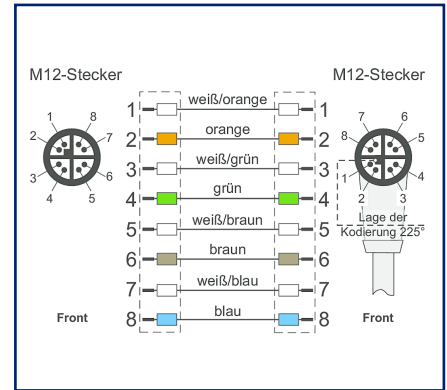 M12-Stecker
M12-Stecker
1 8
2 7
3 6
4 5
7 6
8 5
1 4
2 3
Lage der
Kodierung 225°
1 weiß/orange 1
2 orange 2
3 weiß/grün 3
4 grün 4
5 weiß/braun 5
6 braun 6
7 weiß/blau 7
8 blau 8
Front
Front